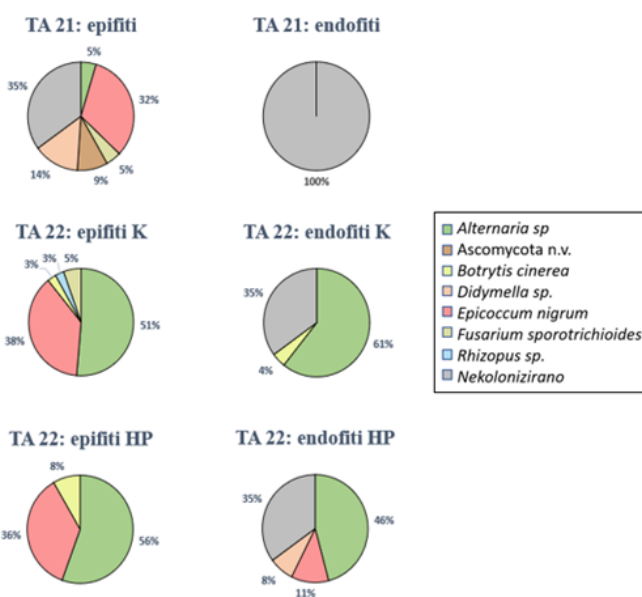 TA 21: epifiti
5%
32%
5%
9%
14%
35%
TA 21: endofiti
100%
TA 22: epifiti K
3%
3%
5%
51%
38%
TA 22: endofiti K
35%
61%
4%
Alternaria sp
Ascomycota n.v.
Botrytis cinerea
Didymella sp.
Epicoccum nigrum
Fusarium sporotrichioides
Rhizopus sp.
Nekolonizirano
TA 22: epifiti HP
8%
36%
56%
TA 22: endofiti HP
35%
46%
8%
11%